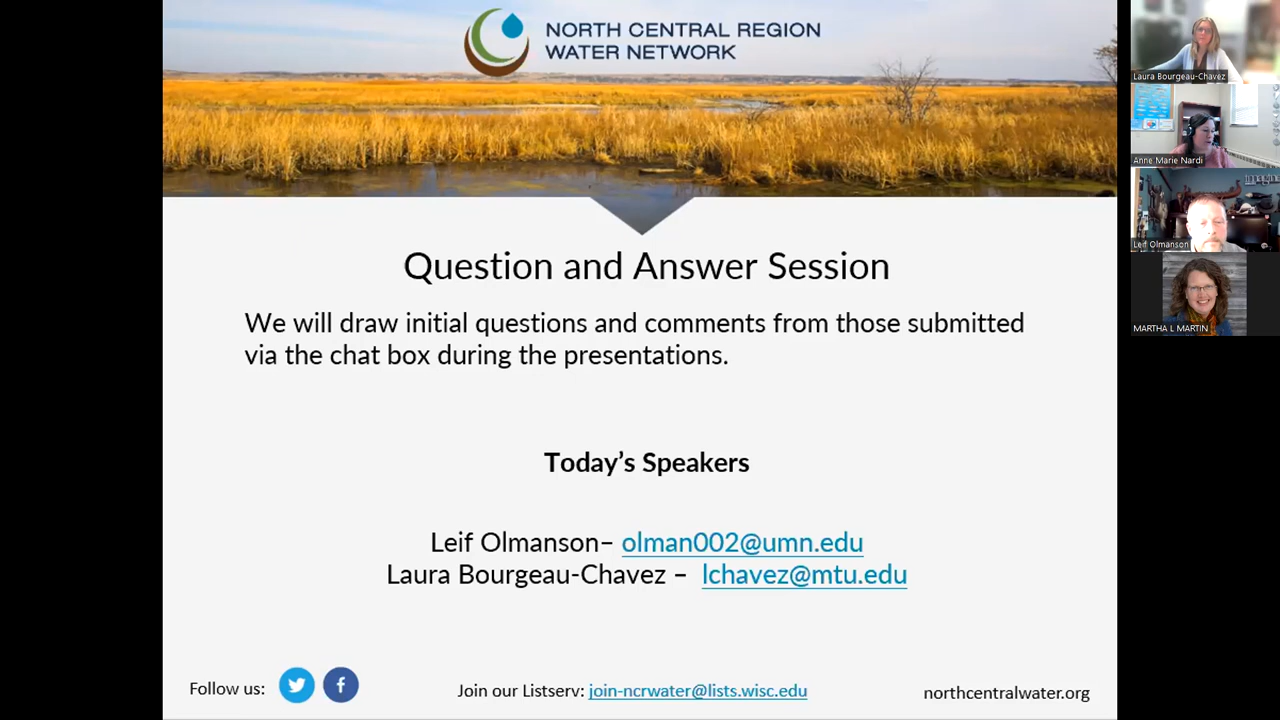 NORTH CENTRAL REGION
WATER NETWORK
Question and Answer Session
We will draw initial questions and comments from those submitted
via the chat box during the presentations.
Today's Speakers
Leif Olmanson– olman002@umn.edu
Laura Bourgeau-Chavez – lchavez@mtu.edu
Follow us:
Join our Listserv: join-ncrwater@lists.wisc.edu
northcentralwater.org
Laura Bourgeau-Chavez
Anne Marie Nardi
Leif Olmanson
MARTHA L MARTIN